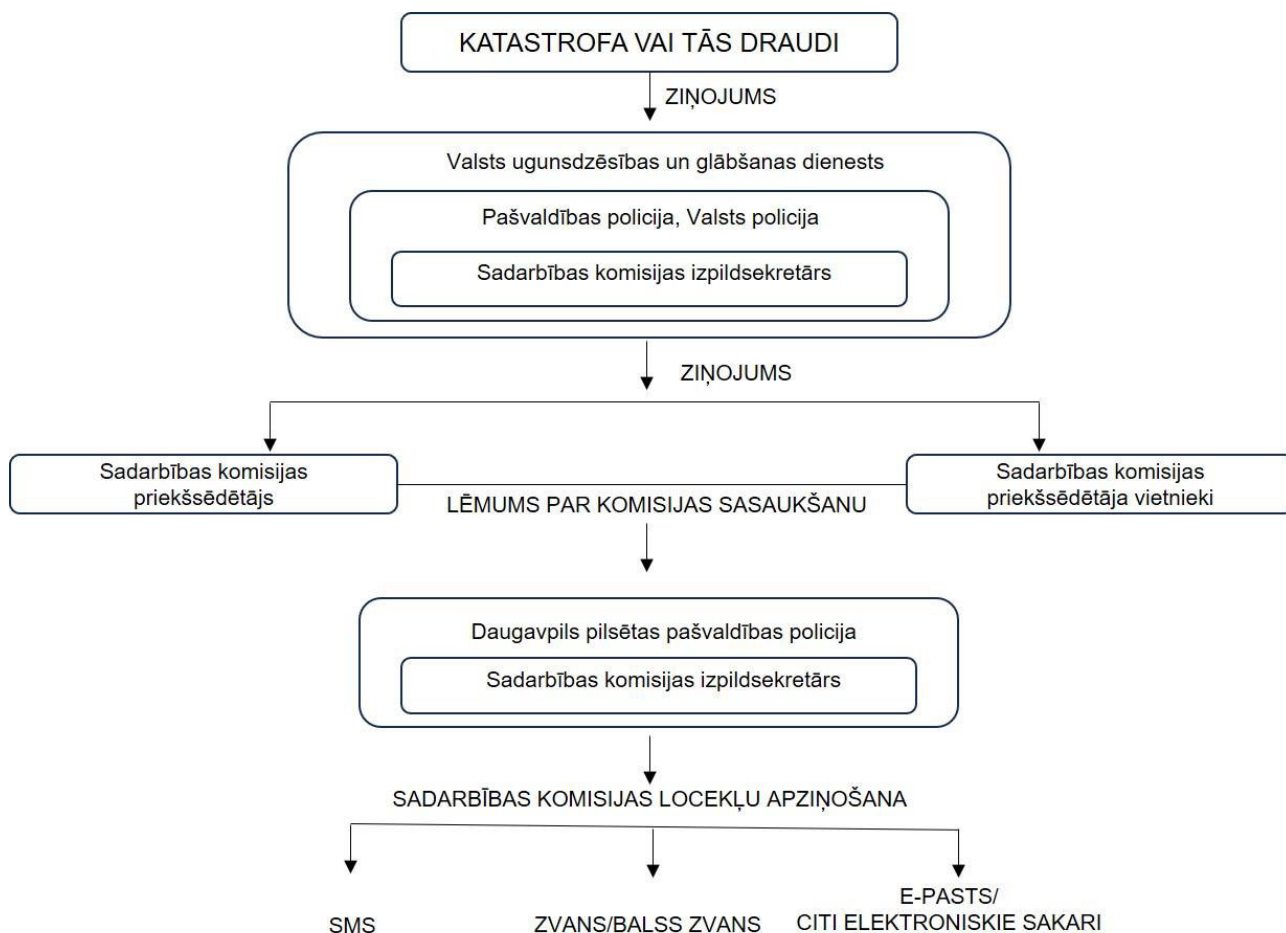 KATASTROFA VAI TĀS DRAUDI
ZIŅOJUMS
Valsts ugunsdzēsības un glābšanas dienests
Pašvaldības policija, Valsts policija
Sadarbības komisijas izpildsekretārs
ZIŅOJUMS
Sadarbības komisijas
priekšsēdētājs
Sadarbības komisijas
priekšsēdētāja vietnieki
LĒMUMS PAR KOMISIJAS SASAUKŠANU
Daugavpils pilsētas pašvaldības policija
Sadarbības komisijas izpildsekretārs
SADARBĪBAS KOMISIJAS LOCEKĻU APZIŅOŠANA
SMS
ZVANS/BALSS ZVANS
E-PASTS/
CITI ELEKTRONISKIE SAKARI